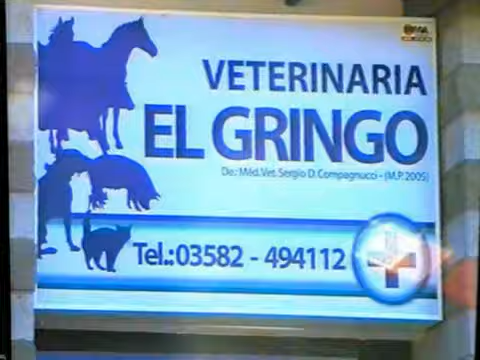 VETERINARIA
EL GRINGO
De: Méd. Vet. Sergio D. Compagnucci - (M.P. 2005)
Tel.:03582 - 494112